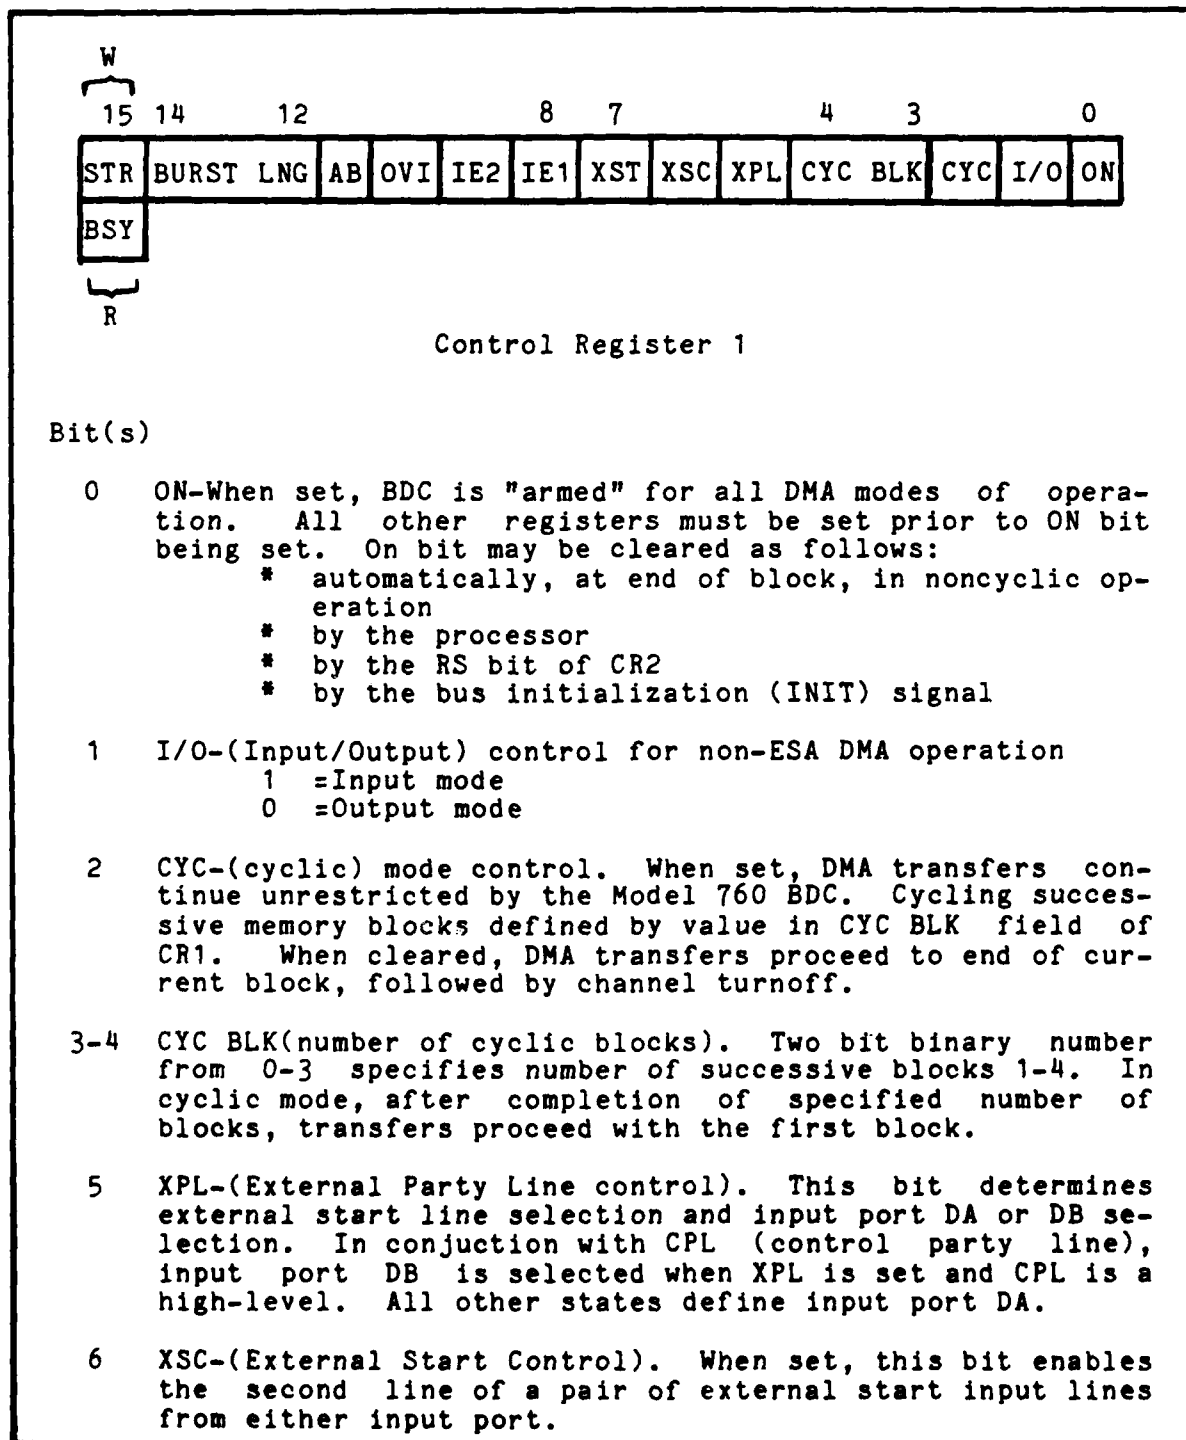 W
15 14 12 8 7 4 3 0
STR BURST LNG AB OVI IE2 IE1 XST XSC XPL CYC BLK CYC I/O ON
BSY
R
Control Register 1
Bit(s)
0 ON-When set, BDC is "armed" for all DMA modes of opera-
tion. All other registers must be set prior to ON bit
being set. On bit may be cleared as follows:
* automatically, at end of block, in noncyclic op-
eration
* by the processor
* by the RS bit of CR2
* by the bus initialization (INIT) signal
1 I/O-(Input/Output) control for non-ESA DMA operation
1 =Input mode
0 =Output mode
2 CYC-(cyclic) mode control. When set, DMA transfers con-
tinue unrestricted by the Model 760 BDC. Cycling succes-
sive memory blocks defined by value in CYC BLK field of
CR1. When cleared, DMA transfers proceed to end of cur-
rent block, followed by channel turnoff.
3-4 CYC BLK(number of cyclic blocks). Two bit binary number
from 0-3 specifies number of successive blocks 1-4. In
cyclic mode, after completion of specified number of
blocks, transfers proceed with the first block.
5 XPL-(External Party Line control). This bit determines
external start line selection and input port DA or DB se-
lection. In conjuction with CPL (control party line),
input port DB is selected when XPL is set and CPL is a
high-level. All other states define input port DA.
6 XSC-(External Start Control). When set, this bit enables
the second line of a pair of external start input lines
from either input port.